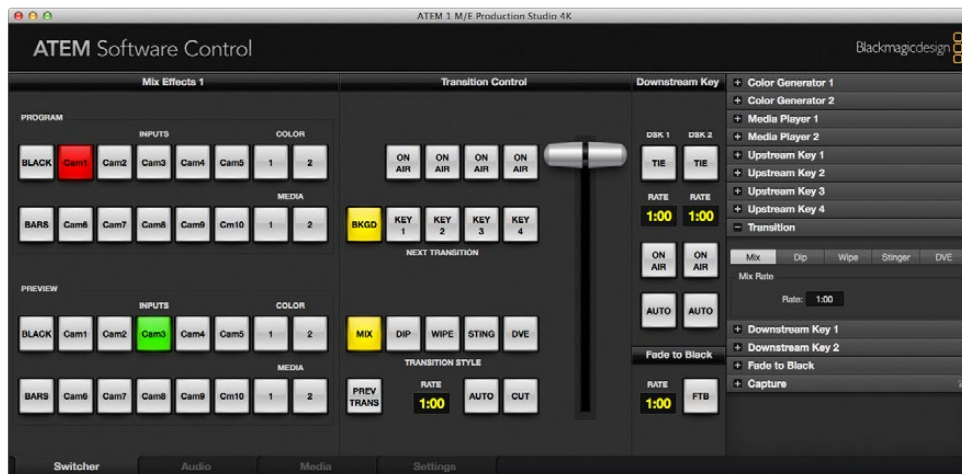 ATEM 1 M/E Production Studio 4K
ATEM Software Control
Blackmagicdesign
Mix Effects 1
PROGRAM
INPUTS
COLOR
BLACK Cam1 Cam2 Cam3 Cam4 Cam5 1 2
MEDIA
BARS Cam6 Cam7 Cam8 Cam9 Cm10 1 2
PREVIEW
INPUTS
COLOR
BLACK Cam1 Cam2 Cam3 Cam4 Cam5 1 2
MEDIA
BARS Cam6 Cam7 Cam8 Cam9 Cm10 1 2
Transition Control
ON AIR ON AIR ON AIR ON AIR
BKGD KEY 1 KEY 2 KEY 3 KEY 4
NEXT TRANSITION
MIX DIP WIPE STING DVE
TRANSITION STYLE
PREV TRANS
RATE
1:00
AUTO CUT
Downstream Key
DSK 1 DSK 2
TIE TIE
RATE RATE
1:00 1:00
ON AIR ON AIR
AUTO AUTO
Fade to Black
RATE
1:00
FTB
Color Generator 1
Color Generator 2
Media Player 1
Media Player 2
Upstream Key 1
Upstream Key 2
Upstream Key 3
Upstream Key 4
Transition
Mix Dip Wipe Stinger DVE
Mix Rate
Rate: 1:00
Downstream Key 1
Downstream Key 2
Fade to Black
Capture
Switcher Audio Media Settings